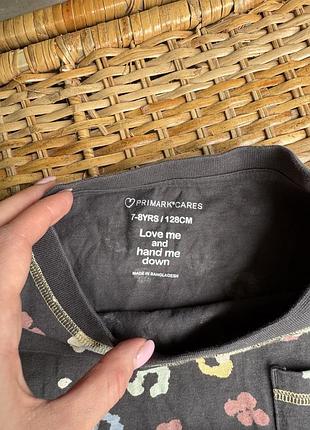 PRIMARK CARES
7-8YRS / 128CM
Love me
and
hand me
down
MADE IN BANGLADESH